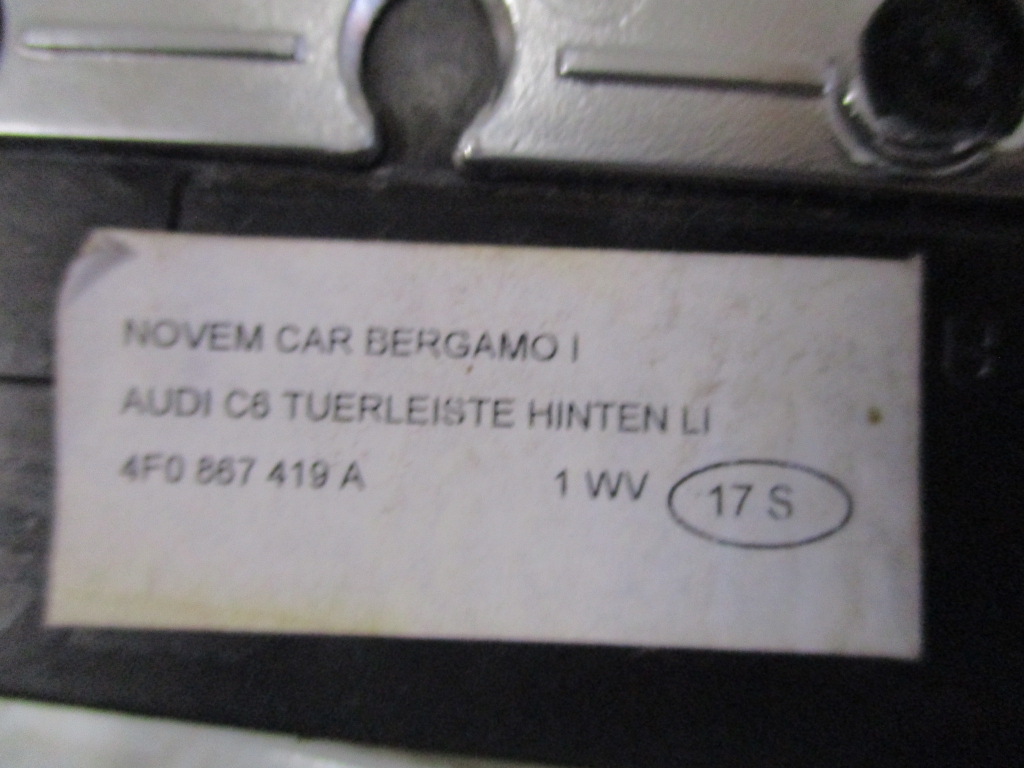 NOVEM CAR BERGAMO I
AUDI C6 TUERLEISTE HINTEN LI
4F0 867 419 A 1 WV 17 S